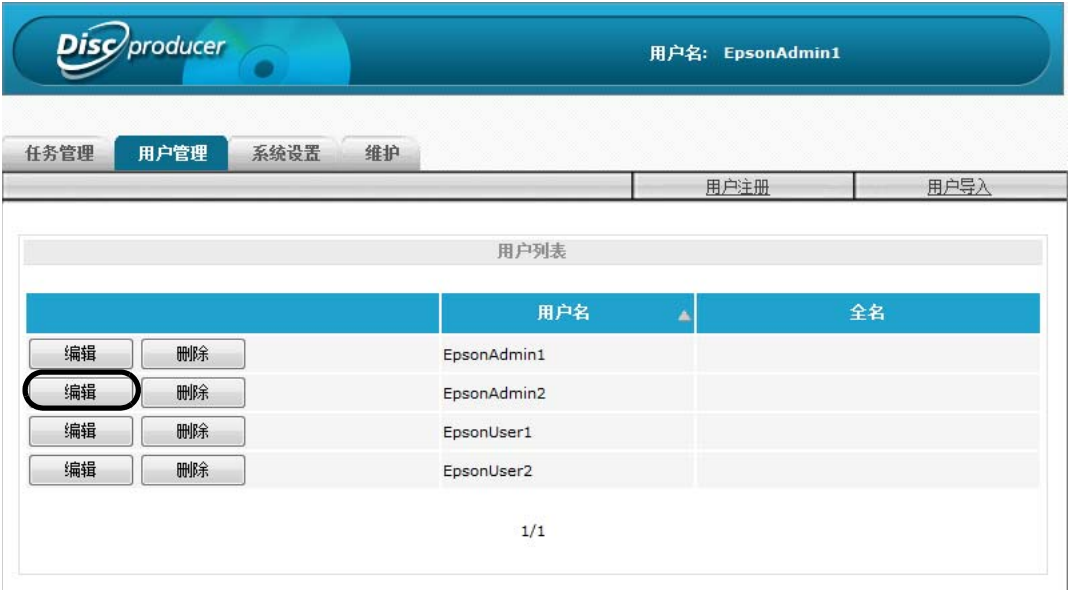 Disc producer
用户名: EpsonAdmin1
任务管理 用户管理 系统设置 维护
用户注册 用户导入
用户列表
用户名 全名
编辑 删除 EpsonAdmin1
编辑 删除 EpsonAdmin2
编辑 删除 EpsonUser1
编辑 删除 EpsonUser2
1/1